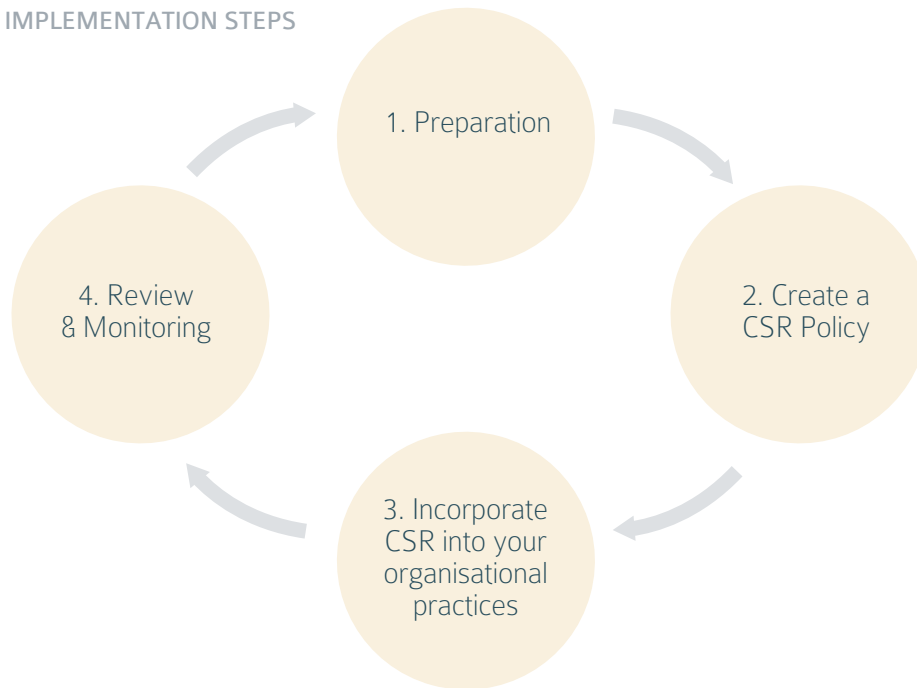 IMPLEMENTATION STEPS
1. Preparation
2. Create a
CSR Policy
3. Incorporate
CSR into your
organisational
practices
4. Review
& Monitoring